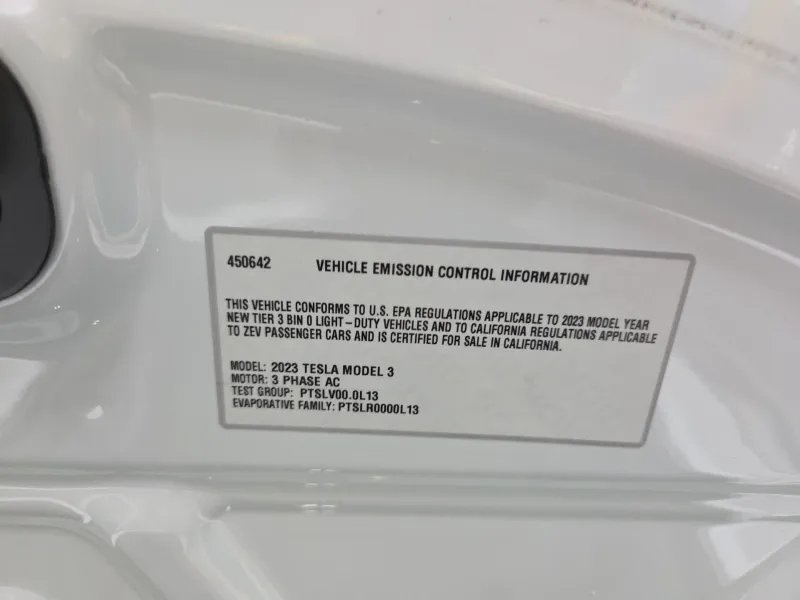 450642 VEHICLE EMISSION CONTROL INFORMATION
THIS VEHICLE CONFORMS TO U.S. EPA REGULATIONS APPLICABLE TO 2023 MODEL YEAR
NEW TIER 3 BIN 0 LIGHT-DUTY VEHICLES AND TO CALIFORNIA REGULATIONS APPLICABLE
TO ZEV PASSENGER CARS AND IS CERTIFIED FOR SALE IN CALIFORNIA.
MODEL: 2023 TESLA MODEL 3
MOTOR: 3 PHASE AC
TEST GROUP: PTSLV00.0L13
EVAPORATIVE FAMILY: PTSLR0000L13